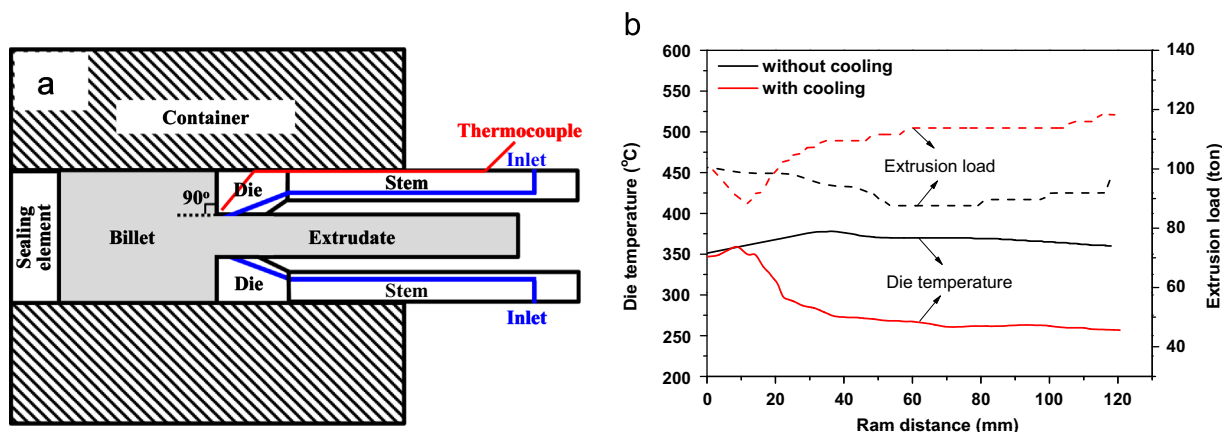 a
Container
Thermocouple
Inlet
Die
Stem
90°
Sealing
element
Billet
Extrudate
Die
Stem
Inlet
b
600
550
500
450
400
350
300
250
200
Die temperature (°C)
without cooling
with cooling
Extrusion load
Die temperature
140
120
100
80
60
40
Extrusion load (ton)
0 20 40 60 80 100 120
Ram distance (mm)